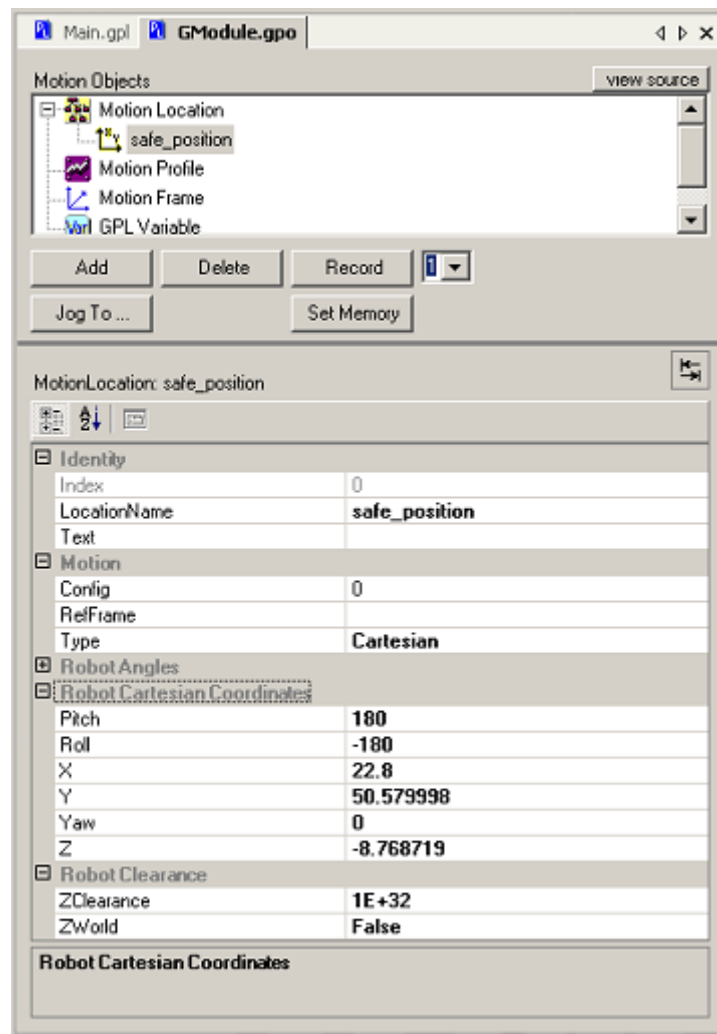 Main.gpl GModule.gpo
Motion Objects view source
Motion Location
safe_position
Motion Profile
Motion Frame
Var GPL Variable
Add Delete Record 1
Jog To ... Set Memory
MotionLocation: safe_position
Identity
Index 0
LocationName safe_position
Text
Motion
Config 0
RefFrame
Type Cartesian
Robot Angles
Robot Cartesian Coordinates
Pitch 180
Roll -180
X 22.8
Y 50.579998
Yaw 0
Z -8.768719
Robot Clearance
ZClearance 1E+32
ZWorld False
Robot Cartesian Coordinates